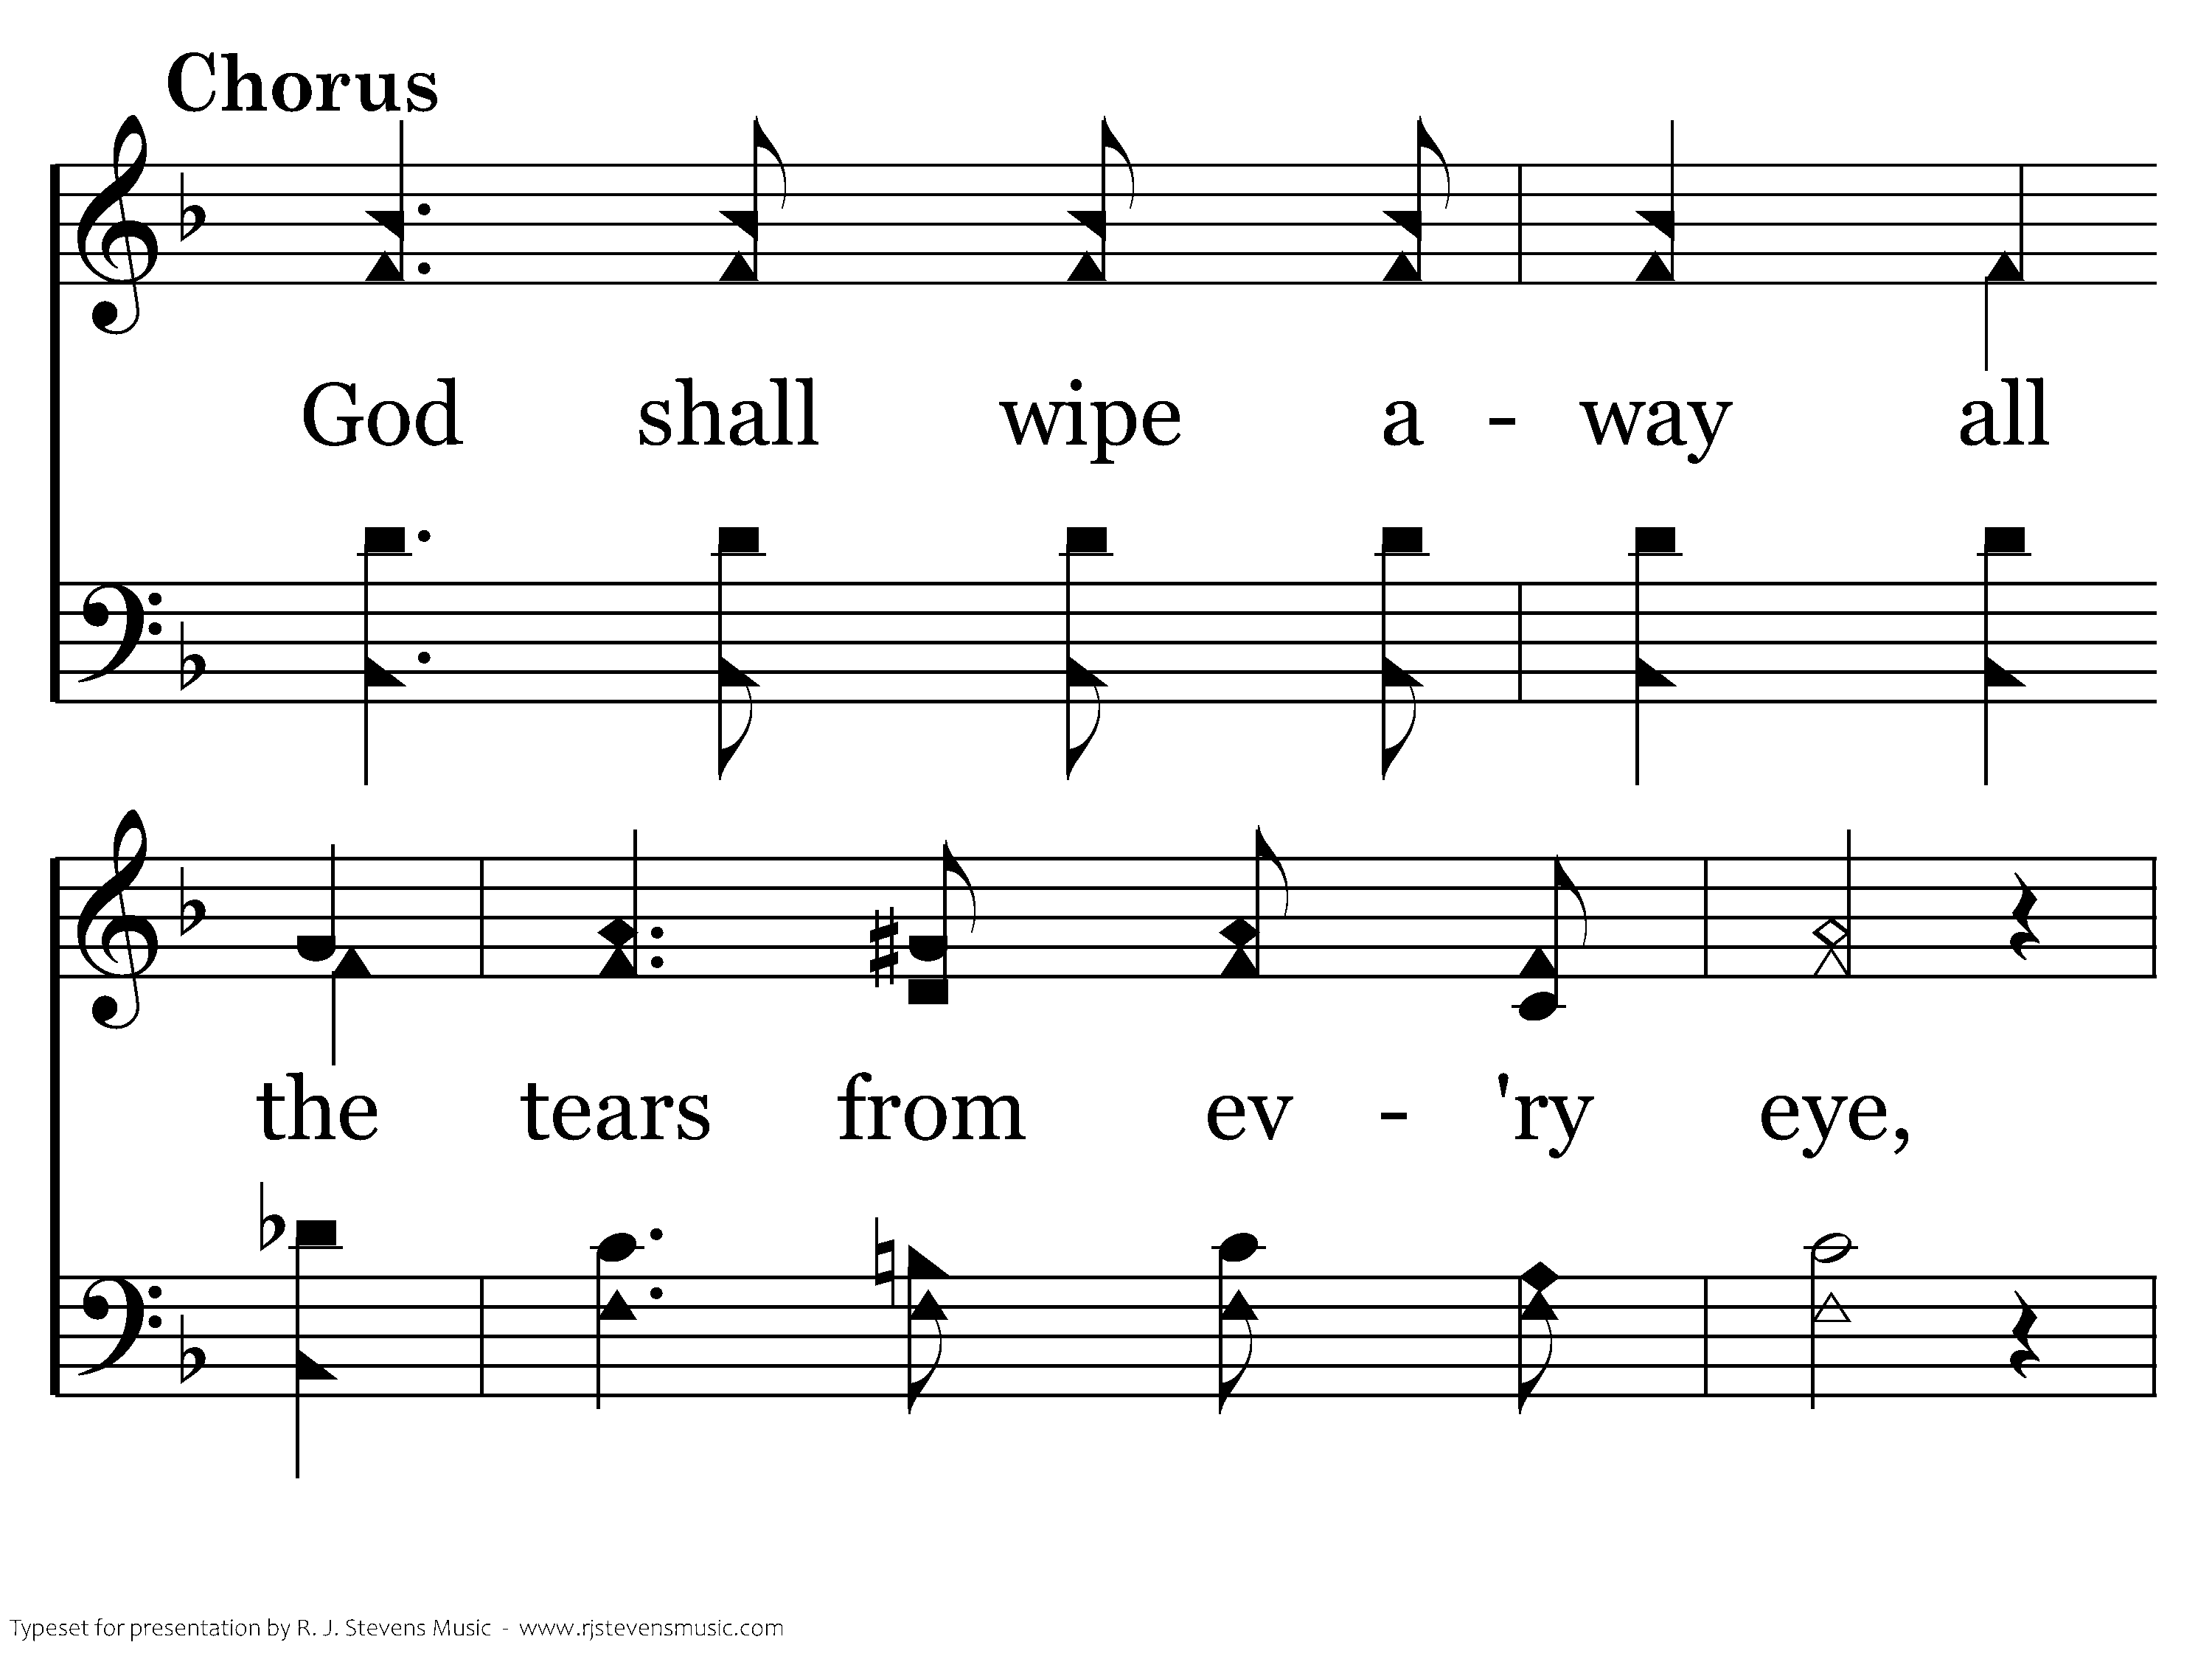 Chorus
God shall wipe a - way all
the tears from ev - 'ry eye,
Typeset for presentation by R. J. Stevens Music - www.rjstevensmusic.com